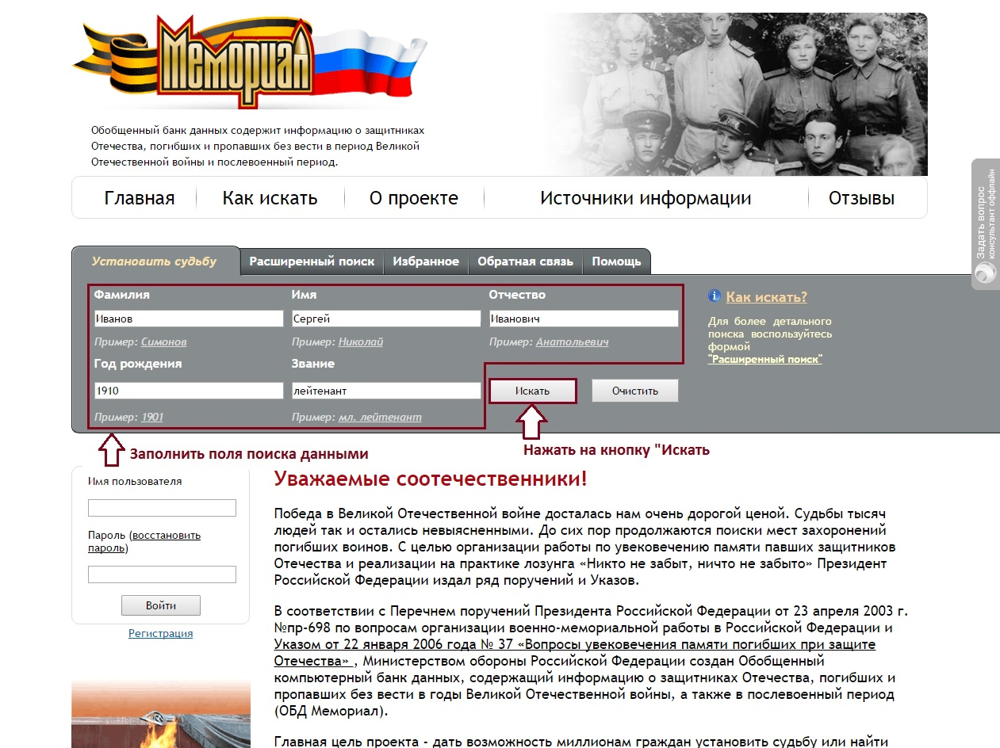 Мемориал
Обобщенный банк данных содержит информацию о защитниках
Отечества, погибших и пропавших без вести в период Великой
Отечественной войны и послевоенный период.
Главная Как искать О проекте Источники информации Отзывы
Задать вопрос
консультант оффлайн
Установить судьбу Расширенный поиск Избранное Обратная связь Помощь
Фамилия Имя Отчество
Иванов Сергей Иванович
Пример: Симонов Пример: Николай Пример: Анатольевич
Год рождения Звание
1910 лейтенант Искать Очистить
Пример: 1901 Пример: мл. лейтенант
i Как искать?
Для более детального
поиска воспользуйтесь
формой
"Расширенный поиск"
Заполнить поля поиска данными
Нажать на кнопку "Искать
Имя пользователя
Пароль (восстановить
пароль)
Войти
Регистрация
Уважаемые соотечественники!
Победа в Великой Отечественной войне досталась нам очень дорогой ценой. Судьбы тысяч
людей так и остались невыясненными. До сих пор продолжаются поиски мест захоронений
погибших воинов. С целью организации работы по увековечению памяти павших защитников
Отечества и реализации на практике лозунга «Никто не забыт, ничто не забыто» Президент
Российской Федерации издал ряд поручений и Указов.
В соответствии с Перечнем поручений Президента Российской Федерации от 23 апреля 2003 г.
№пр-698 по вопросам организации военно-мемориальной работы в Российской Федерации и
Указом от 22 января 2006 года № 37 «Вопросы увековечения памяти погибших при защите
Отечества» , Министерством обороны Российской Федерации создан Обобщенный
компьютерный банк данных, содержащий информацию о защитниках Отечества, погибших и
пропавших без вести в годы Великой Отечественной войны, а также в послевоенный период
(ОБД Мемориал).
Главная цель проекта - дать возможность миллионам граждан установить судьбу или найти